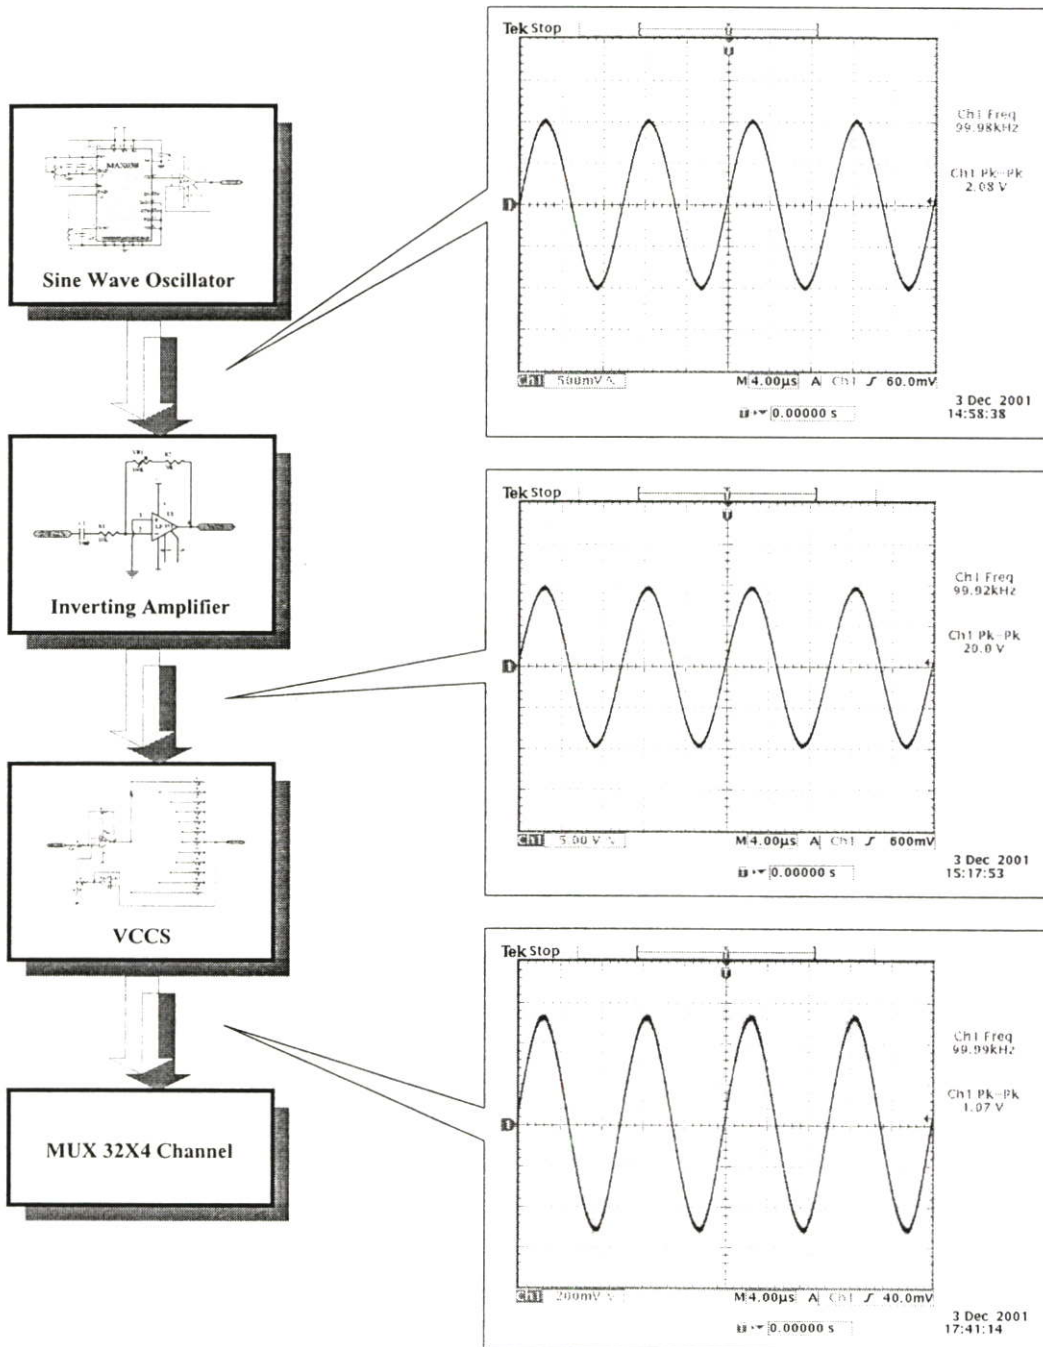 Sine Wave Oscillator
Inverting Amplifier
VCCS
MUX 32X4 Channel
Tek Stop
Ch1 Freq
99.98kHz
Ch1 Pk-Pk
2.08 V
Ch1 500mV
M 4.00µs A Ch1 ƒ 60.0mV
0.00000 s
3 Dec 2001
14:58:38
Tek Stop
Ch1 Freq
99.92kHz
Ch1 Pk-Pk
20.0 V
Ch1 5.00 V
M 4.00µs A Ch1 ƒ 600mV
0.00000 s
3 Dec 2001
15:17:53
Tek Stop
Ch1 Freq
99.99kHz
Ch1 Pk-Pk
1.07 V
Ch1 200mV
M 4.00µs A Ch1 ƒ 40.0mV
0.00000 s
3 Dec 2001
17:41:14